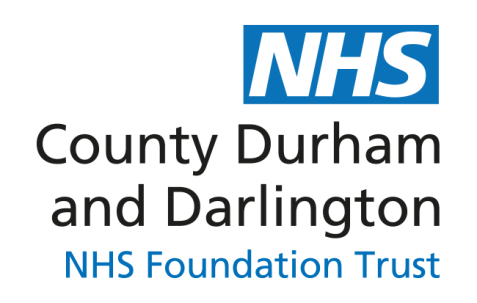 NHS
County Durham
and Darlington
NHS Foundation Trust